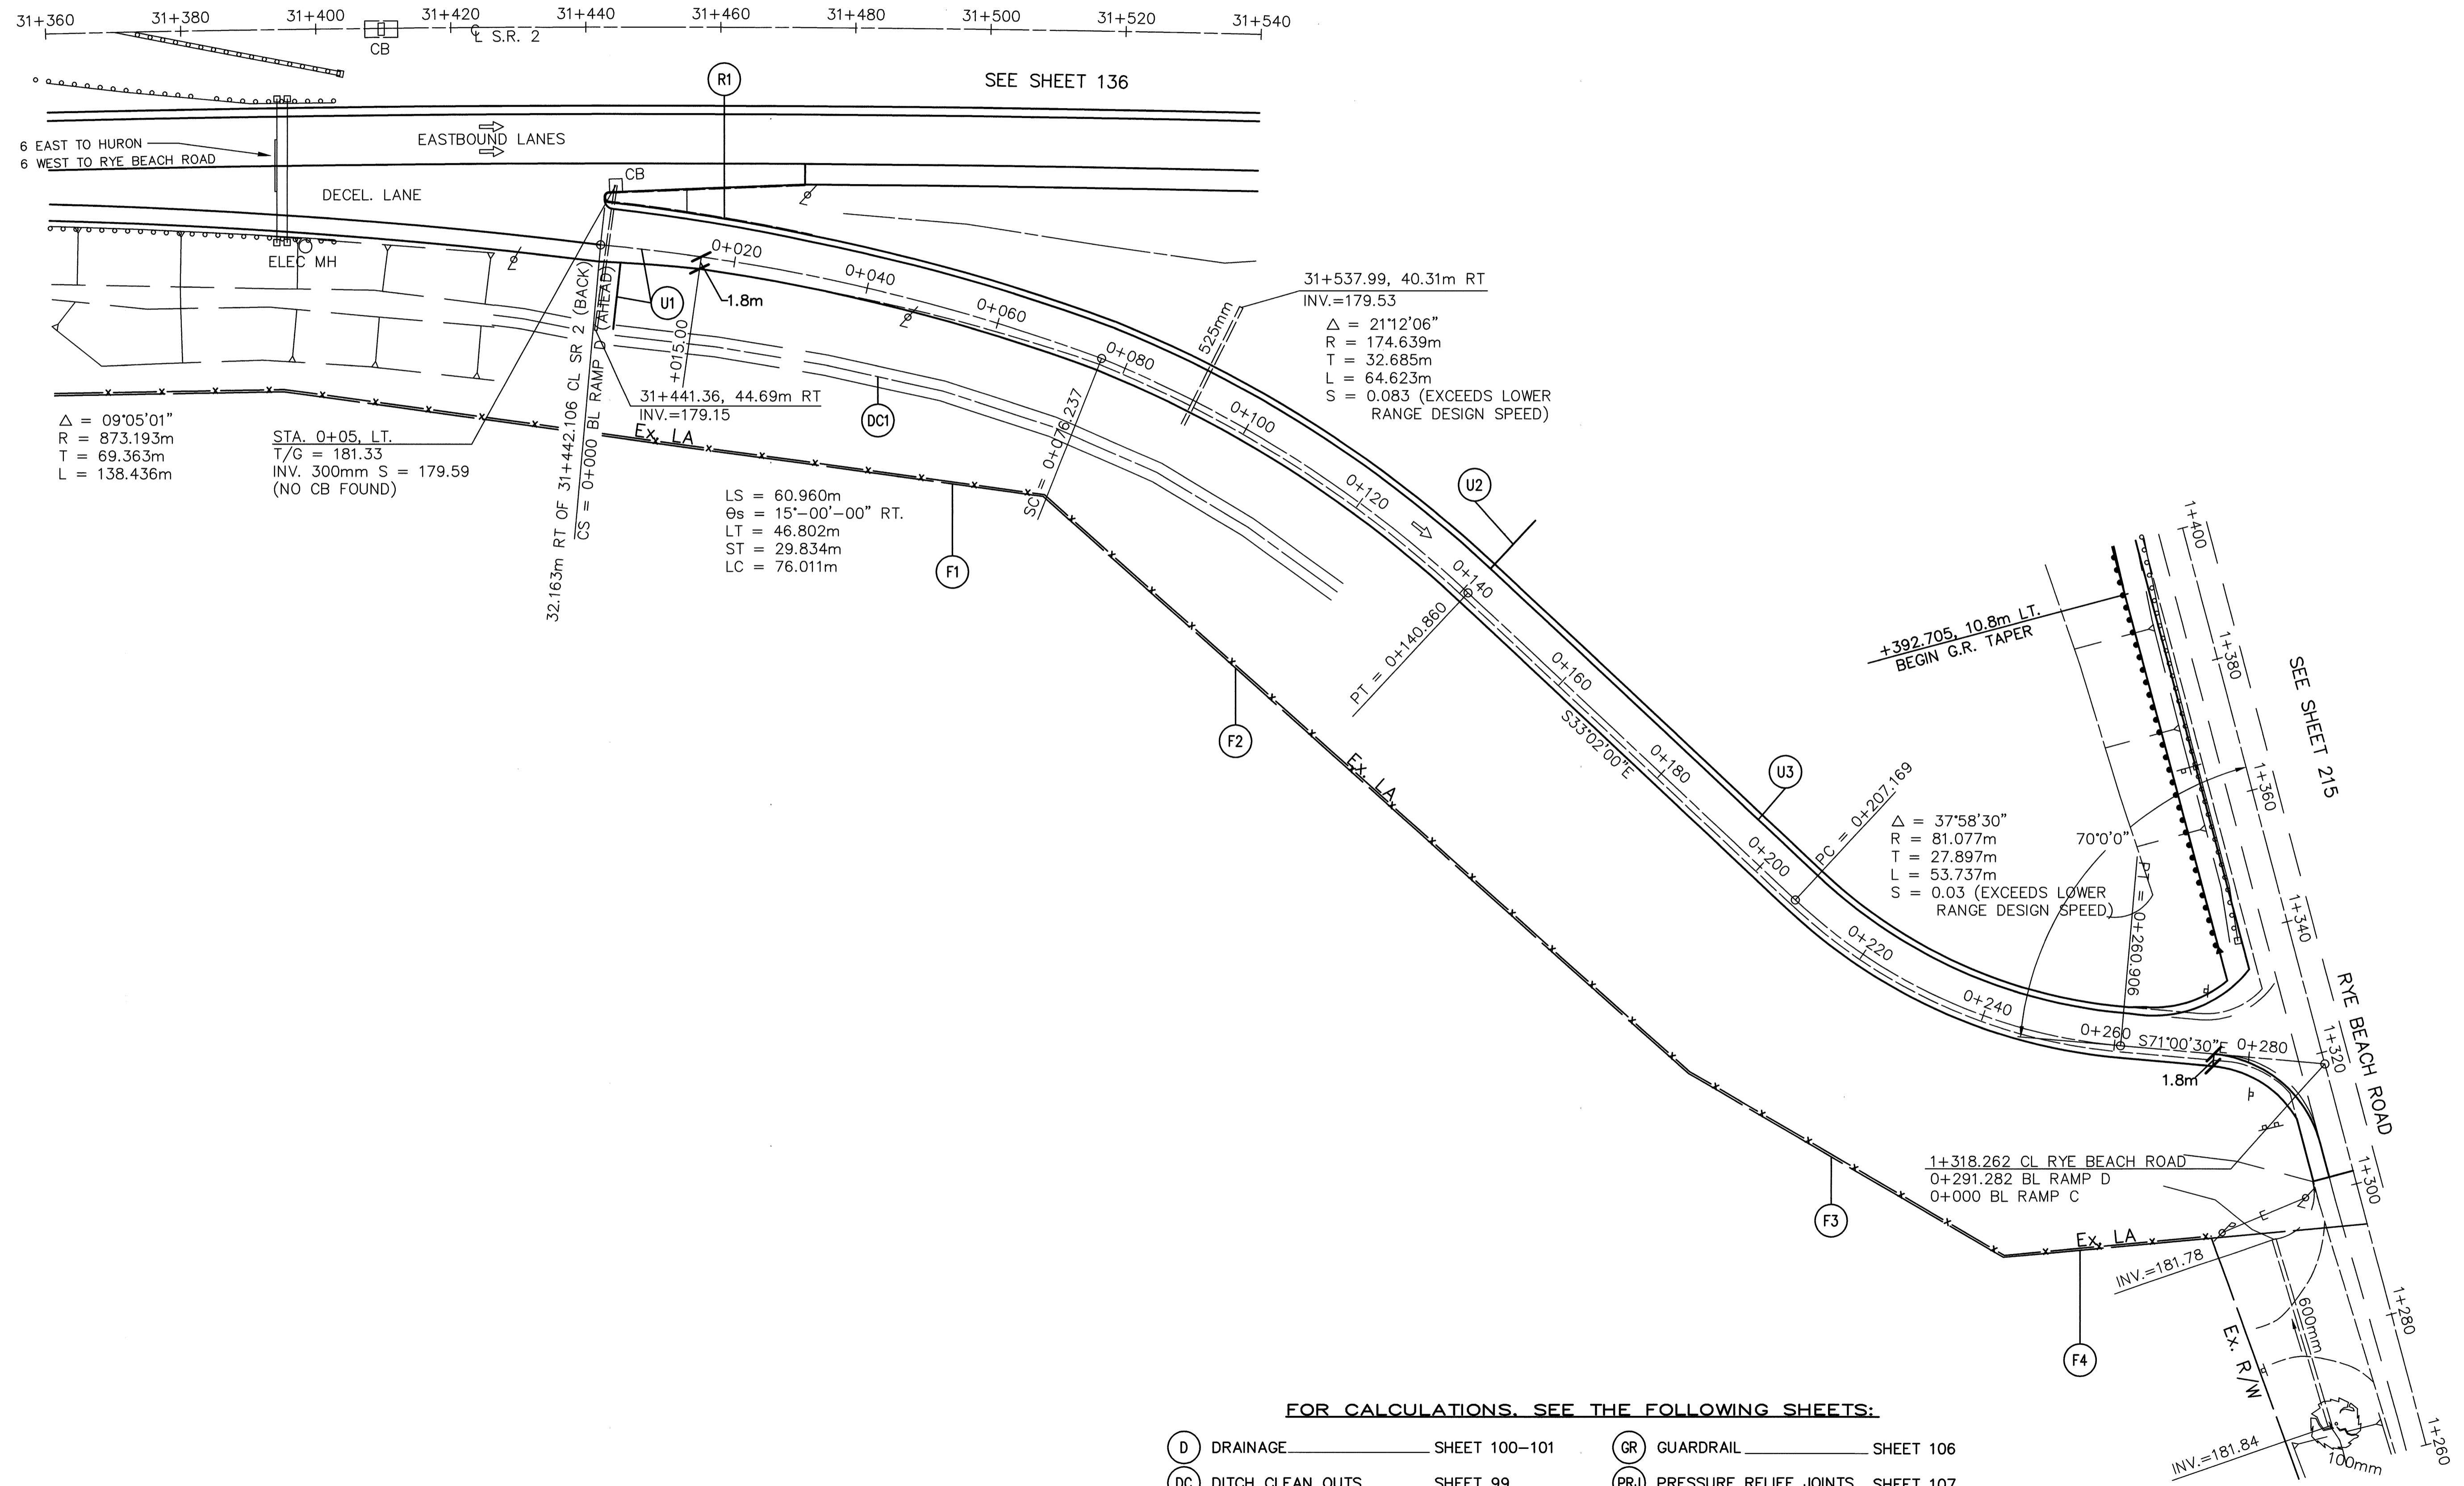 31+360
31+380
31+400
31+420
31+440
31+460
31+480
31+500
31+520
31+540
CB
℄ S.R. 2
R1
SEE SHEET 136
6 EAST TO HURON
6 WEST TO RYE BEACH ROAD
EASTBOUND LANES
DECEL. LANE
CB
ELEC MH
0+020
0+040
0+060
0+080
0+100
0+120
0+140
0+160
0+180
0+200
0+220
0+240
0+260
0+280
U1
1.8m
+015.00
32.163m RT OF 31+442.106 CL SR 2 (BACK)
CS = 0+000 BL RAMP D (AHEAD)
31+441.36, 44.69m RT
INV.=179.15
DC1
525mm
31+537.99, 40.31m RT
INV.=179.53
Δ = 21°12'06"
R = 174.639m
T = 32.685m
L = 64.623m
S = 0.083 (EXCEEDS LOWER
RANGE DESIGN SPEED)
Δ = 09°05'01"
R = 873.193m
T = 69.363m
L = 138.436m
STA. 0+05, LT.
T/G = 181.33
INV. 300mm S = 179.59
(NO CB FOUND)
Ex. LA
SC = 0+076.237
LS = 60.960m
Θs = 15°-00'-00" RT.
LT = 46.802m
ST = 29.834m
LC = 76.011m
F1
F2
U2
PT = 0+140.860
Ex. LA
S33°02'00"E
U3
PC = 0+207.169
Δ = 37°58'30"
R = 81.077m
T = 27.897m
L = 53.737m
S = 0.03 (EXCEEDS LOWER
RANGE DESIGN SPEED)
70°0'0"
PT = 0+260.906
+392.705, 10.8m LT.
BEGIN G.R. TAPER
1+400
1+380
1+360
1+340
1+320
1+300
1+280
1+260
SEE SHEET 215
RYE BEACH ROAD
S71°00'30"E
1.8m
1+318.262 CL RYE BEACH ROAD
0+291.282 BL RAMP D
0+000 BL RAMP C
F3
Ex. LA
E
INV.=181.78
F4
Ex. R/W
600mm
INV.=181.84
100mm
FOR CALCULATIONS, SEE THE FOLLOWING SHEETS:
D DRAINAGE SHEET 100-101
GR GUARDRAIL SHEET 106
DC DITCH CLEAN OUTS SHEET 99
PRJ PRESSURE RELIEF JOINTS SHEET 107